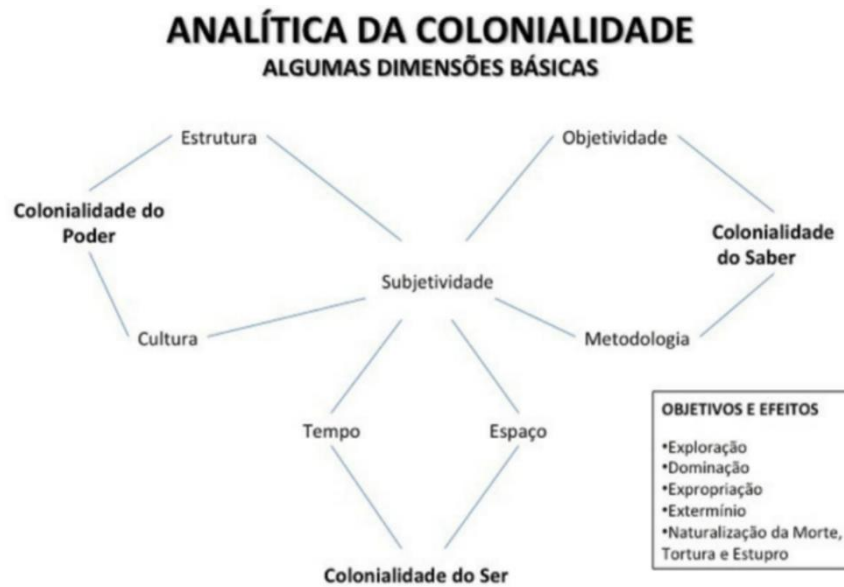 ANALÍTICA DA COLONIALIDADE
ALGUMAS DIMENSÕES BÁSICAS
Estrutura
Objetividade
Colonialidade do
Poder
Colonialidade
do Saber
Subjetividade
Cultura
Metodologia
Tempo
Espaço
Colonialidade do Ser
OBJETIVOS E EFEITOS
•Exploração
•Dominação
•Expropriação
•Extermínio
•Naturalização da Morte,
Tortura e Estupro